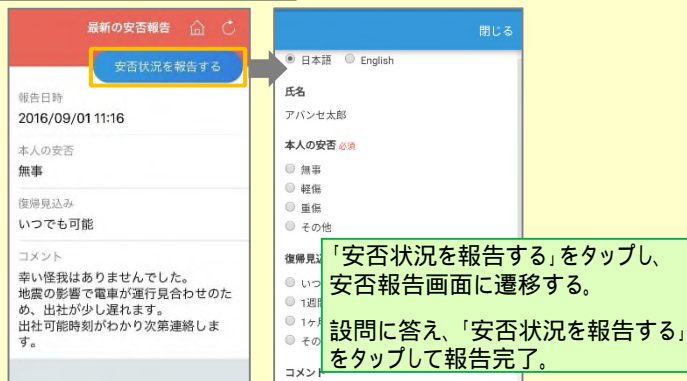 最新の安否報告
安否状況を報告する
報告日時
2016/09/01 11:16
本人の安否
無事
復帰見込み
いつでも可能
コメント
幸い怪我はありませんでした。
地震の影響で電車が運行見合わせのた
め、出社が少し遅れます。
出社可能時刻がわかり次第連絡しま
す。
閉じる
日本語 English
氏名
アバンセ太郎
本人の安否 必須
無事
軽傷
重傷
その他
復帰見
いつ
1週
1ヶ
その
コメント
「安否状況を報告する」をタップし、
安否報告画面に遷移する。
設問に答え、「安否状況を報告する」
をタップして報告完了。